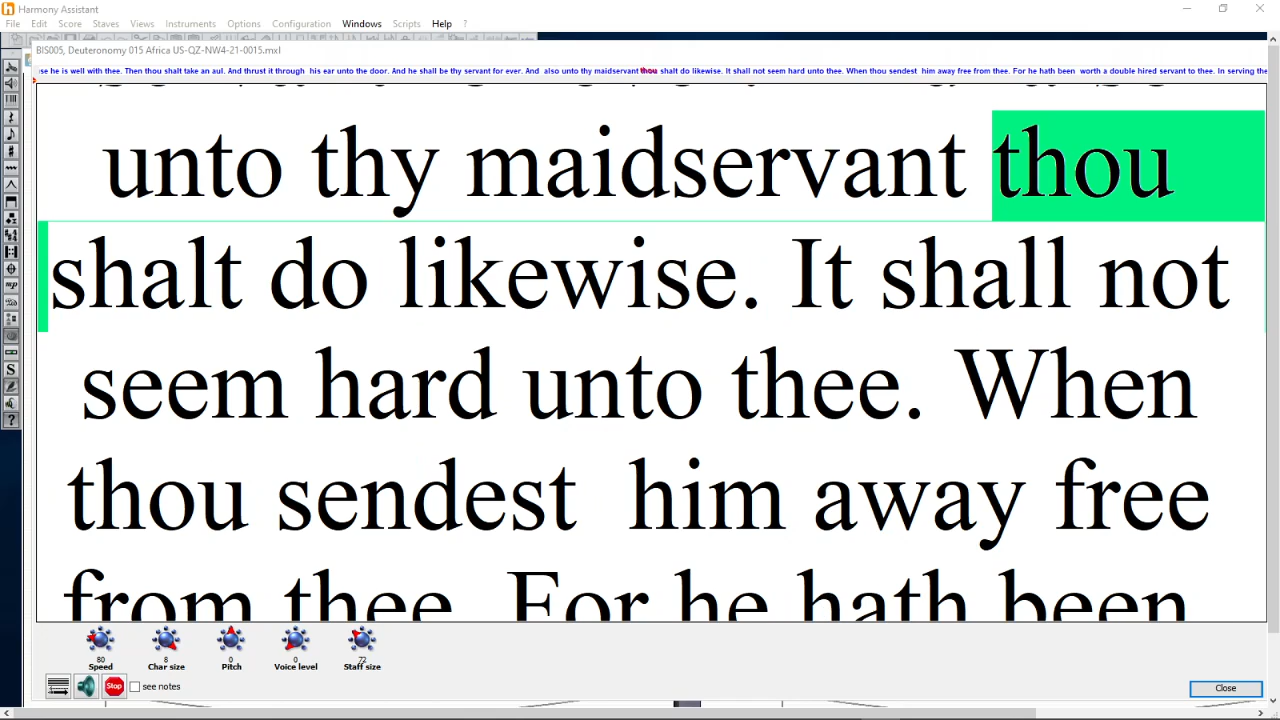 Harmony Assistant
File Edit Score Staves Views Instruments Options Configuration Windows Scripts Help ?
BIS005, Deuteronomy 015 Africa US-QZ-NW4-21-0015.mxl
se he is well with thee. Then thou shalt take an aul. And thrust it through his ear unto the door. And he shall be thy servant for ever. And also unto thy maidservant thou shalt do likewise. It shall not seem hard unto thee. When thou sendest him away free from thee. For he hath been worth a double hired servant to thee. In serving the
unto thy maidservant thou
shalt do likewise. It shall not
seem hard unto thee. When
thou sendest him away free
from thee. For he hath been
80 8 0 0 72
Speed Char size Pitch Voice level Staff size
Stop see notes
Close